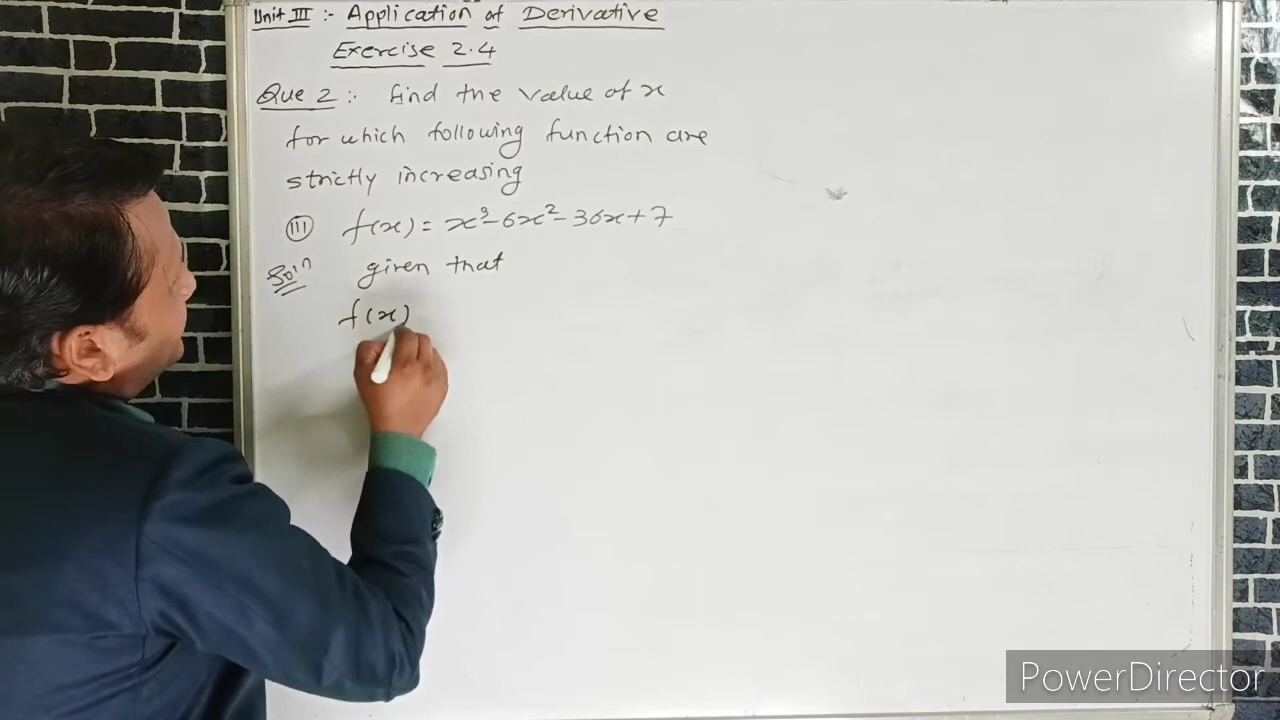 Unit III :- Application of Derivative
Exercise 2.4
Que 2 :- find the value of x
for which following function are
strictly increasing
(III) f(x) = x³-6x²-36x+7
Soln given that
f(x)
PowerDirector